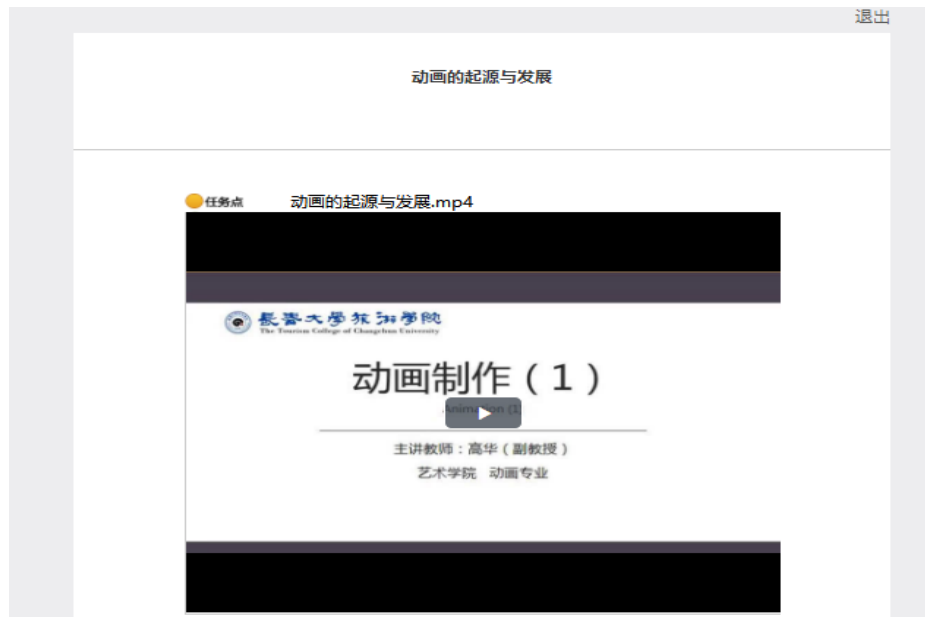 退出
动画的起源与发展
任务点 动画的起源与发展.mp4
長春大學旅游學院
The Tourism College of Changchun University
动画制作（1）
Animation (1)
主讲教师：高华（副教授）
艺术学院 动画专业